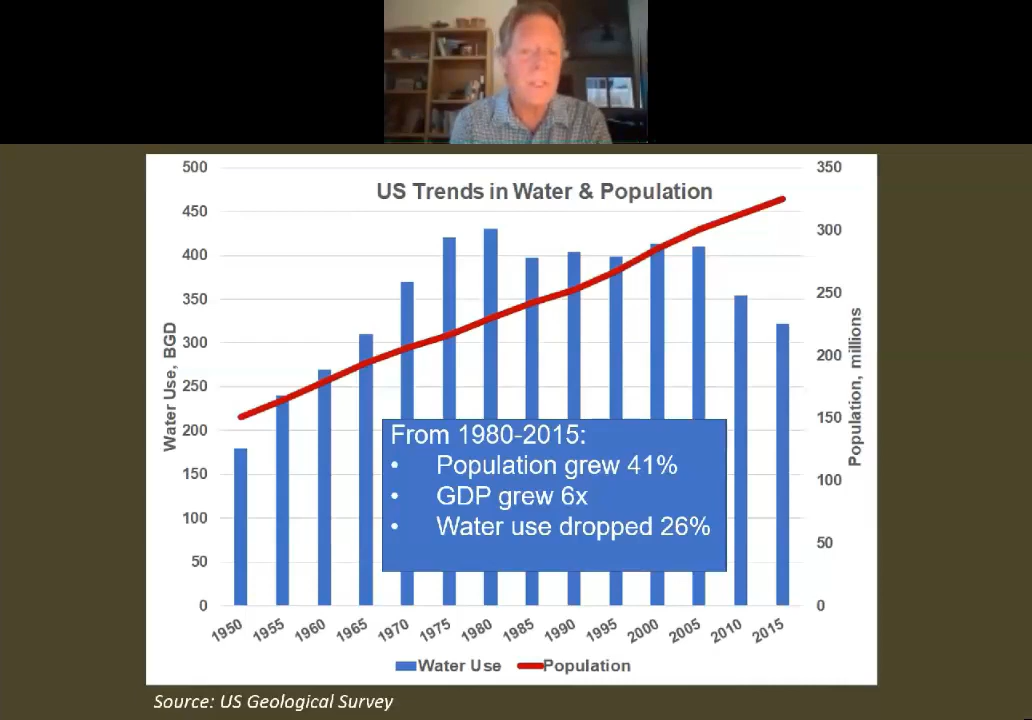 US Trends in Water & Population
500
450
400
350
300
250
200
150
100
50
0
Water Use, BGD
350
300
250
200
150
100
50
0
Population, millions
From 1980-2015:
• Population grew 41%
• GDP grew 6x
• Water use dropped 26%
1950 1955 1960 1965 1970 1975 1980 1985 1990 1995 2000 2005 2010 2015
Water Use Population
Source: US Geological Survey